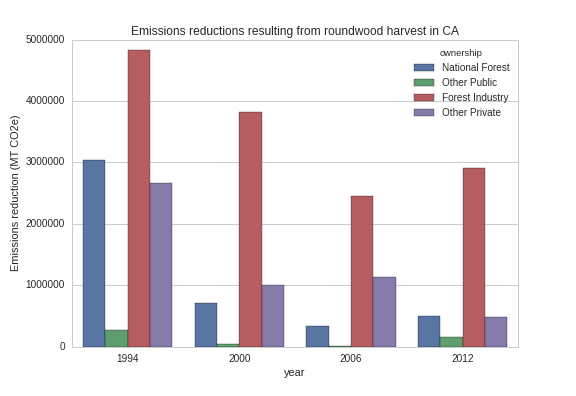 Emissions reductions resulting from roundwood harvest in CA
5000000
4000000
3000000
2000000
1000000
0
Emissions reduction (MT CO2e)
ownership
National Forest
Other Public
Forest Industry
Other Private
1994
2000
2006
2012
year